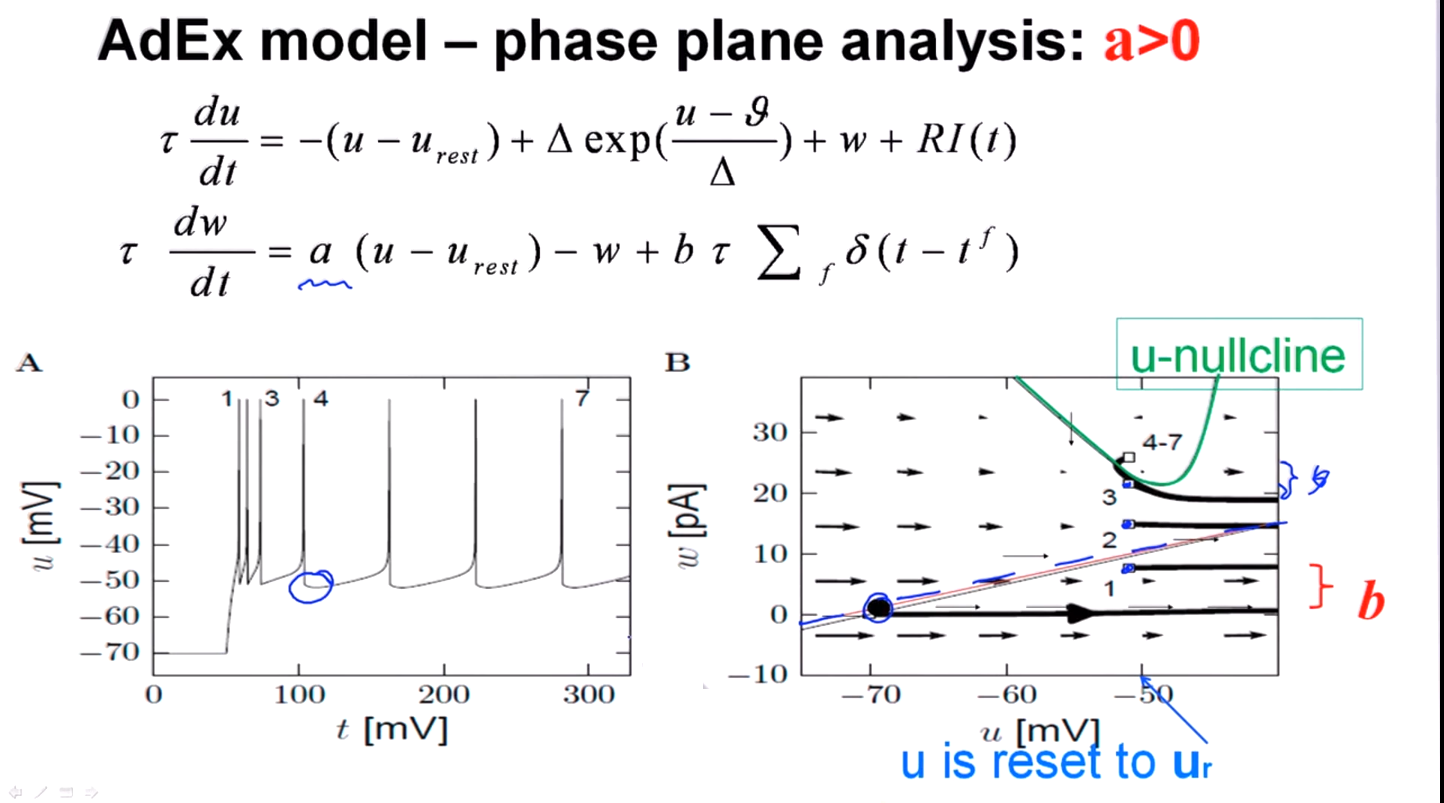 AdEx model – phase plane analysis: a>0
τ du/dt = −(u − u_rest) + Δ exp((u − ϑ)/Δ) + w + RI(t)
τ dw/dt = a (u − u_rest) − w + b τ Σ_f δ(t − t^f)
A
1 3 4 7
0
−10
−20
−30
−40
−50
−60
−70
u [mV]
0 100 200 300
t [mV]
B
u-nullcline
4-7
3
2
1
30
20
10
0
−10
w [pA]
b
−70 −60 −50
u [mV]
u is reset to ur